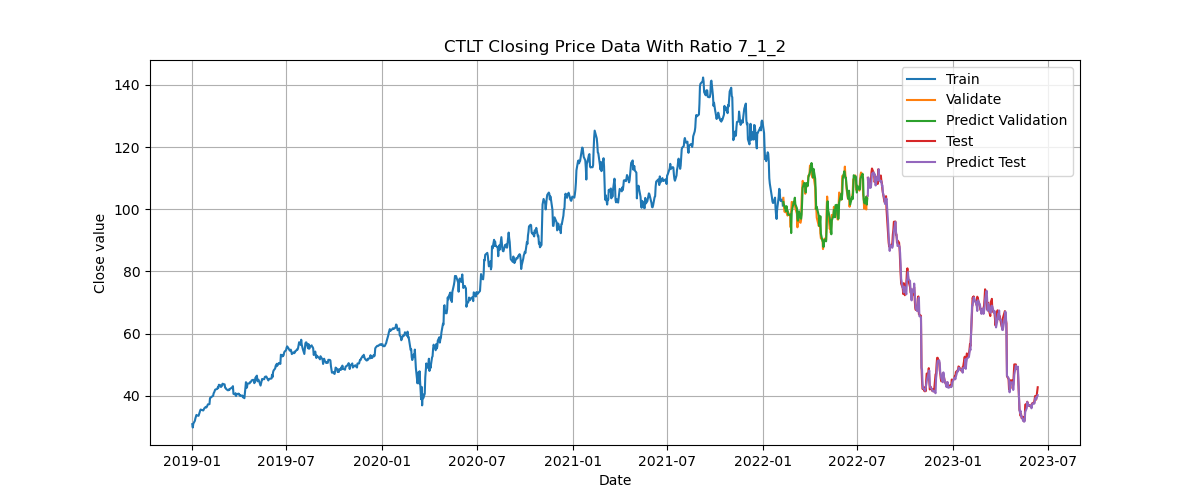 CTLT Closing Price Data With Ratio 7_1_2
Train
Validate
Predict Validation
Test
Predict Test
Close value
140
120
100
80
60
40
2019-01
2019-07
2020-01
2020-07
2021-01
2021-07
2022-01
2022-07
2023-01
2023-07
Date